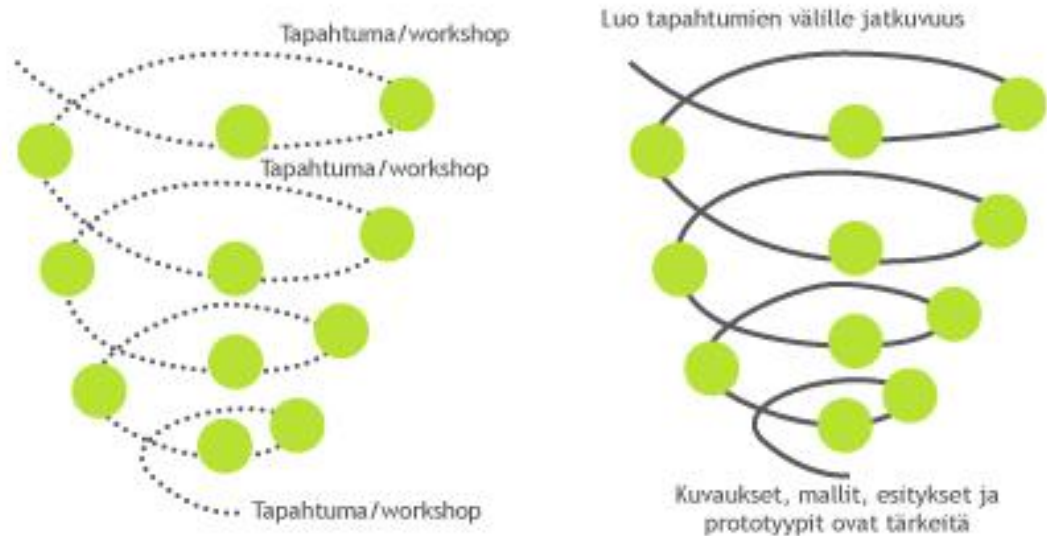 Tapahtuma/workshop
Tapahtuma/workshop
Tapahtuma/workshop
Luo tapahtumien välille jatkuvuus
Kuvaukset, mallit, esitykset ja
prototyypit ovat tärkeitä